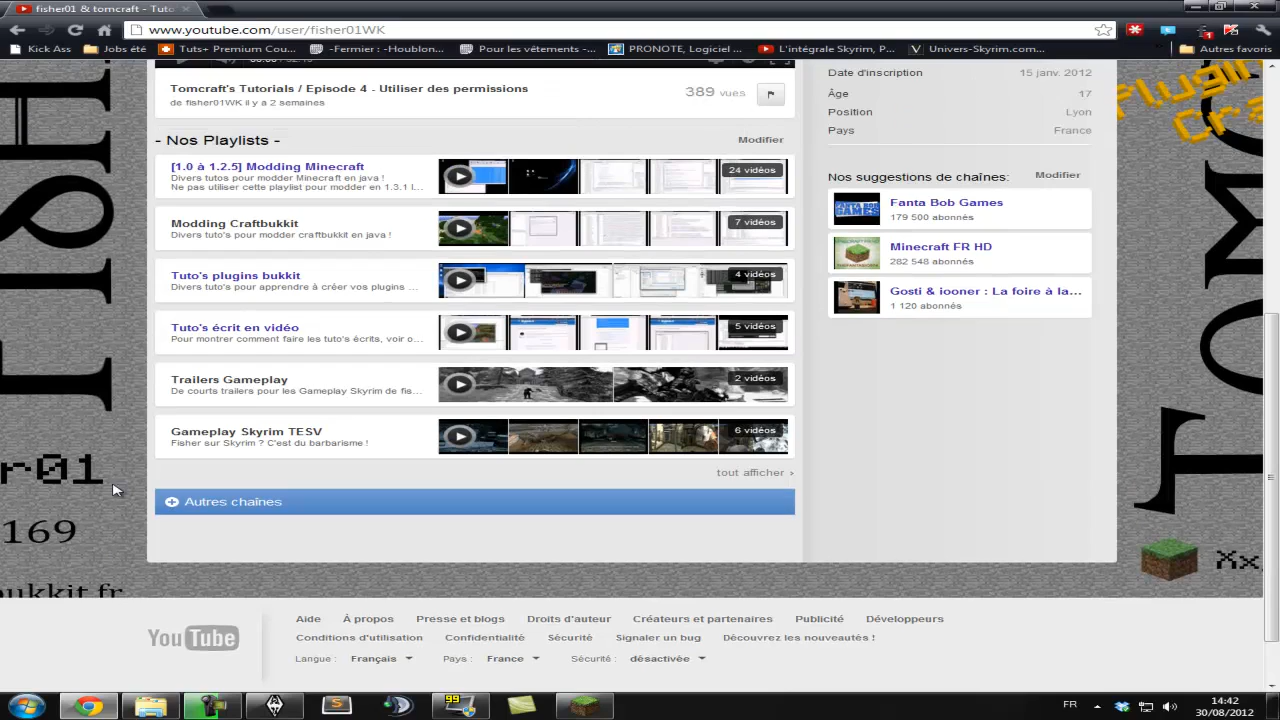 fisher01 & tomcraft - Tuto
www.youtube.com/user/fisher01WK
Kick Ass
Jobs été
Tuts+ Premium Cou...
-Fermier : -Houblon...
Pour les vêtements -...
PRONOTE, Logiciel ...
L'intégrale Skyrim, P...
Univers-Skyrim.com...
Autres favoris
Tomcraft's Tutorials / Episode 4 - Utiliser des permissions
de fisher01WK il y a 2 semaines
389 vues
- Nos Playlists -
Modifier
[1.0 à 1.2.5] Modding Minecraft
Divers tutos pour modder Minecraft en java !
Ne pas utiliser cette playlist pour modder en 1.3.1 l...
24 vidéos
Modding Craftbukkit
Divers tuto's pour modder craftbukkit en java !
7 vidéos
Tuto's plugins bukkit
Divers tuto's pour apprendre à créer vos plugins ...
4 vidéos
Tuto's écrit en vidéo
Pour montrer comment faire les tuto's écrits, voir o...
5 vidéos
Trailers Gameplay
De courts trailers pour les Gameplay Skyrim de fis...
2 vidéos
Gameplay Skyrim TESV
Fisher sur Skyrim ? C'est du barbarisme !
6 vidéos
tout afficher ›
Autres chaînes
Date d'inscription 15 janv. 2012
Âge 17
Position Lyon
Pays France
Nos suggestions de chaînes:
Modifier
Fanta Bob Games
179 500 abonnés
Minecraft FR HD
282 548 abonnés
Gosti & iooner : La foire à la...
1 120 abonnés
r01
169
bukkit.fr
Xx
YouTube
Aide À propos Presse et blogs Droits d'auteur Créateurs et partenaires Publicité Développeurs
Conditions d'utilisation Confidentialité Sécurité Signaler un bug Découvrez les nouveautés !
Langue : Français Pays : France Sécurité : désactivée
99
FR
14:42
30/08/2012